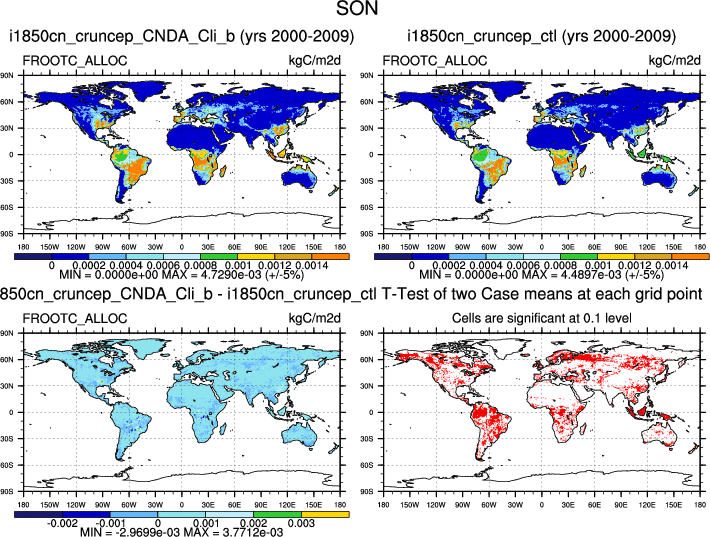 SON
i1850cn_cruncep_CNDA_Cli_b (yrs 2000-2009)
i1850cn_cruncep_ctl (yrs 2000-2009)
FROOTC_ALLOC kgC/m2d
FROOTC_ALLOC kgC/m2d
90N
60N
30N
0
30S
60S
90S
180 150W 120W 90W 60W 30W 0 30E 60E 90E 120E 150E 180
0 0.0002 0.0004 0.0006 0.0008 0.001 0.0012 0.0014
MIN = 0.0000e+00 MAX = 4.7290e-03 (+/-5%)
90N
60N
30N
0
30S
60S
90S
180 150W 120W 90W 60W 30W 0 30E 60E 90E 120E 150E 180
0 0.0002 0.0004 0.0006 0.0008 0.001 0.0012 0.0014
MIN = 0.0000e+00 MAX = 4.4897e-03 (+/-5%)
850cn_cruncep_CNDA_Cli_b - i1850cn_cruncep_ctl T-Test of two Case means at each grid point
FROOTC_ALLOC kgC/m2d
Cells are significant at 0.1 level
90N
60N
30N
0
30S
60S
90S
180 150W 120W 90W 60W 30W 0 30E 60E 90E 120E 150E 180
-0.002 -0.001 0 0.001 0.002 0.003
MIN = -2.9699e-03 MAX = 3.7712e-03
90N
60N
30N
0
30S
60S
90S
180 150W 120W 90W 60W 30W 0 30E 60E 90E 120E 150E 180